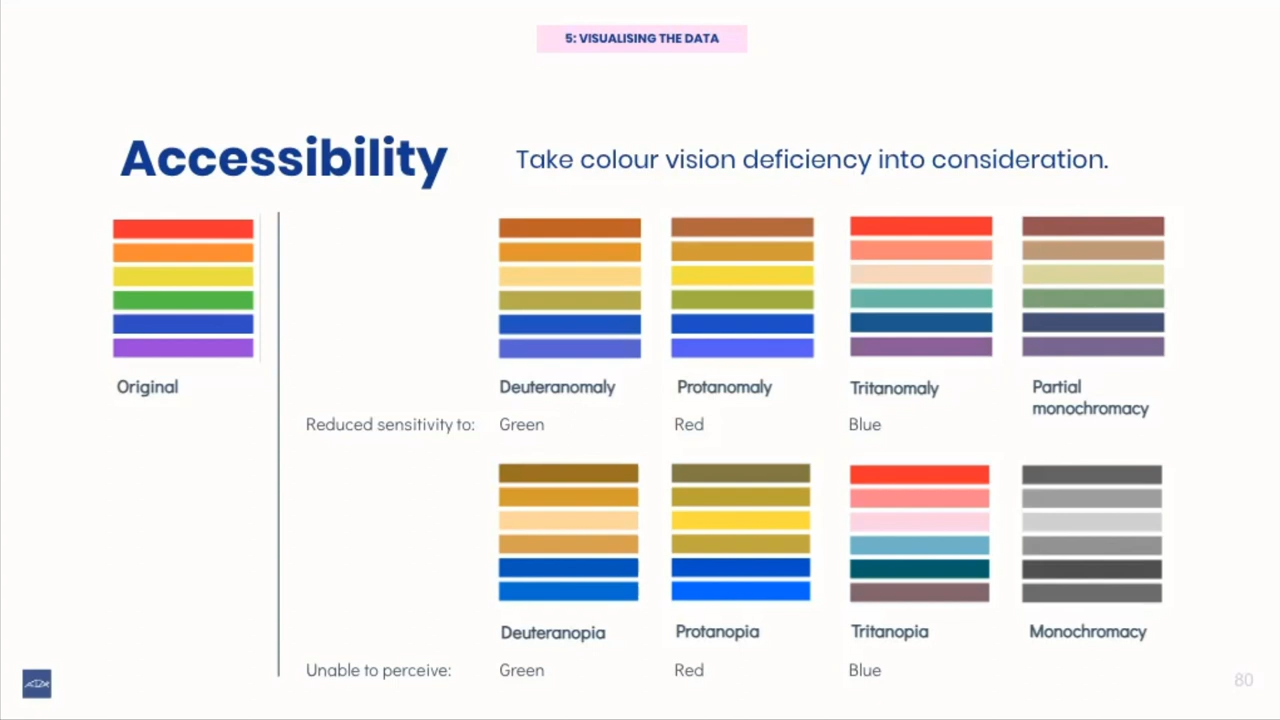 5: VISUALISING THE DATA
Accessibility
Take colour vision deficiency into consideration.
Original
Deuteranomaly
Protanomaly
Tritanomaly
Partial
monochromacy
Reduced sensitivity to:
Green
Red
Blue
Deuteranopia
Protanopia
Tritanopia
Monochromacy
Unable to perceive:
Green
Red
Blue
80